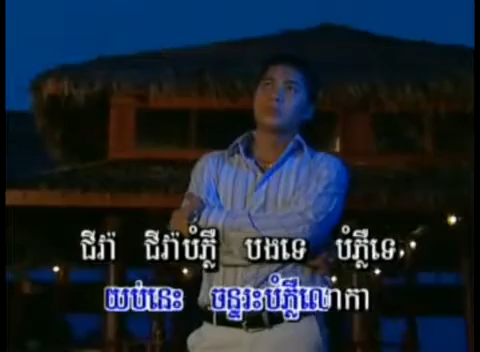 ជីវ៉ា ជីវ៉ាបំភ្លឺ បងទេ បំភ្លឺទេ
យប់នេះ ចន្ទរះបំភ្លឺលោកា